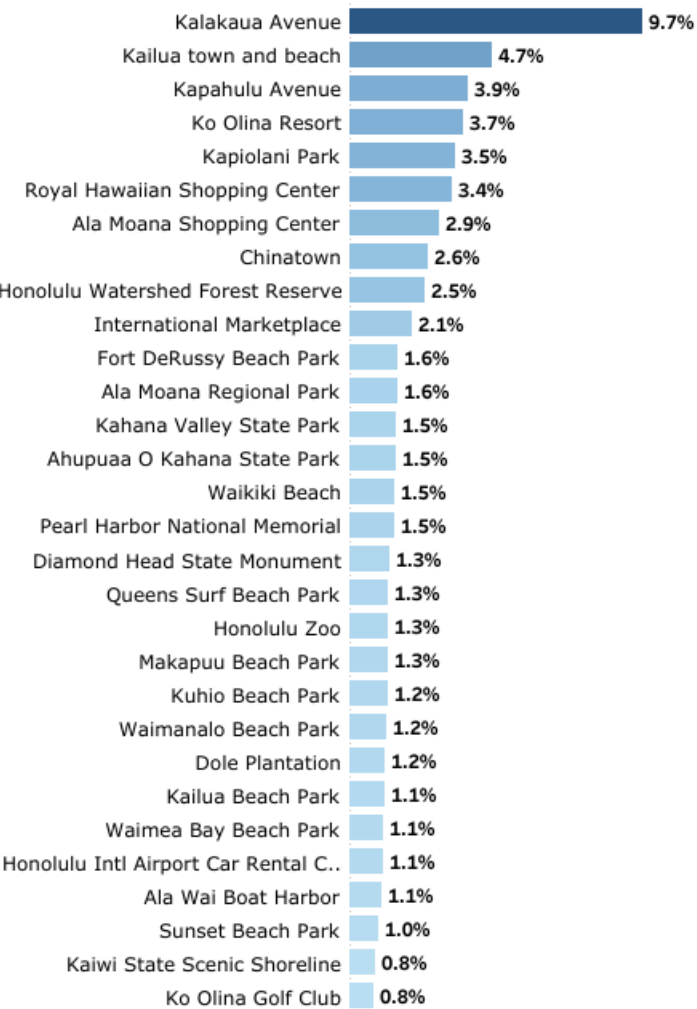 Kalakaua Avenue 9.7%
Kailua town and beach 4.7%
Kapahulu Avenue 3.9%
Ko Olina Resort 3.7%
Kapiolani Park 3.5%
Royal Hawaiian Shopping Center 3.4%
Ala Moana Shopping Center 2.9%
Chinatown 2.6%
Honolulu Watershed Forest Reserve 2.5%
International Marketplace 2.1%
Fort DeRussy Beach Park 1.6%
Ala Moana Regional Park 1.6%
Kahana Valley State Park 1.5%
Ahupuaa O Kahana State Park 1.5%
Waikiki Beach 1.5%
Pearl Harbor National Memorial 1.5%
Diamond Head State Monument 1.3%
Queens Surf Beach Park 1.3%
Honolulu Zoo 1.3%
Makapuu Beach Park 1.3%
Kuhio Beach Park 1.2%
Waimanalo Beach Park 1.2%
Dole Plantation 1.2%
Kailua Beach Park 1.1%
Waimea Bay Beach Park 1.1%
Honolulu Intl Airport Car Rental C.. 1.1%
Ala Wai Boat Harbor 1.1%
Sunset Beach Park 1.0%
Kaiwi State Scenic Shoreline 0.8%
Ko Olina Golf Club 0.8%